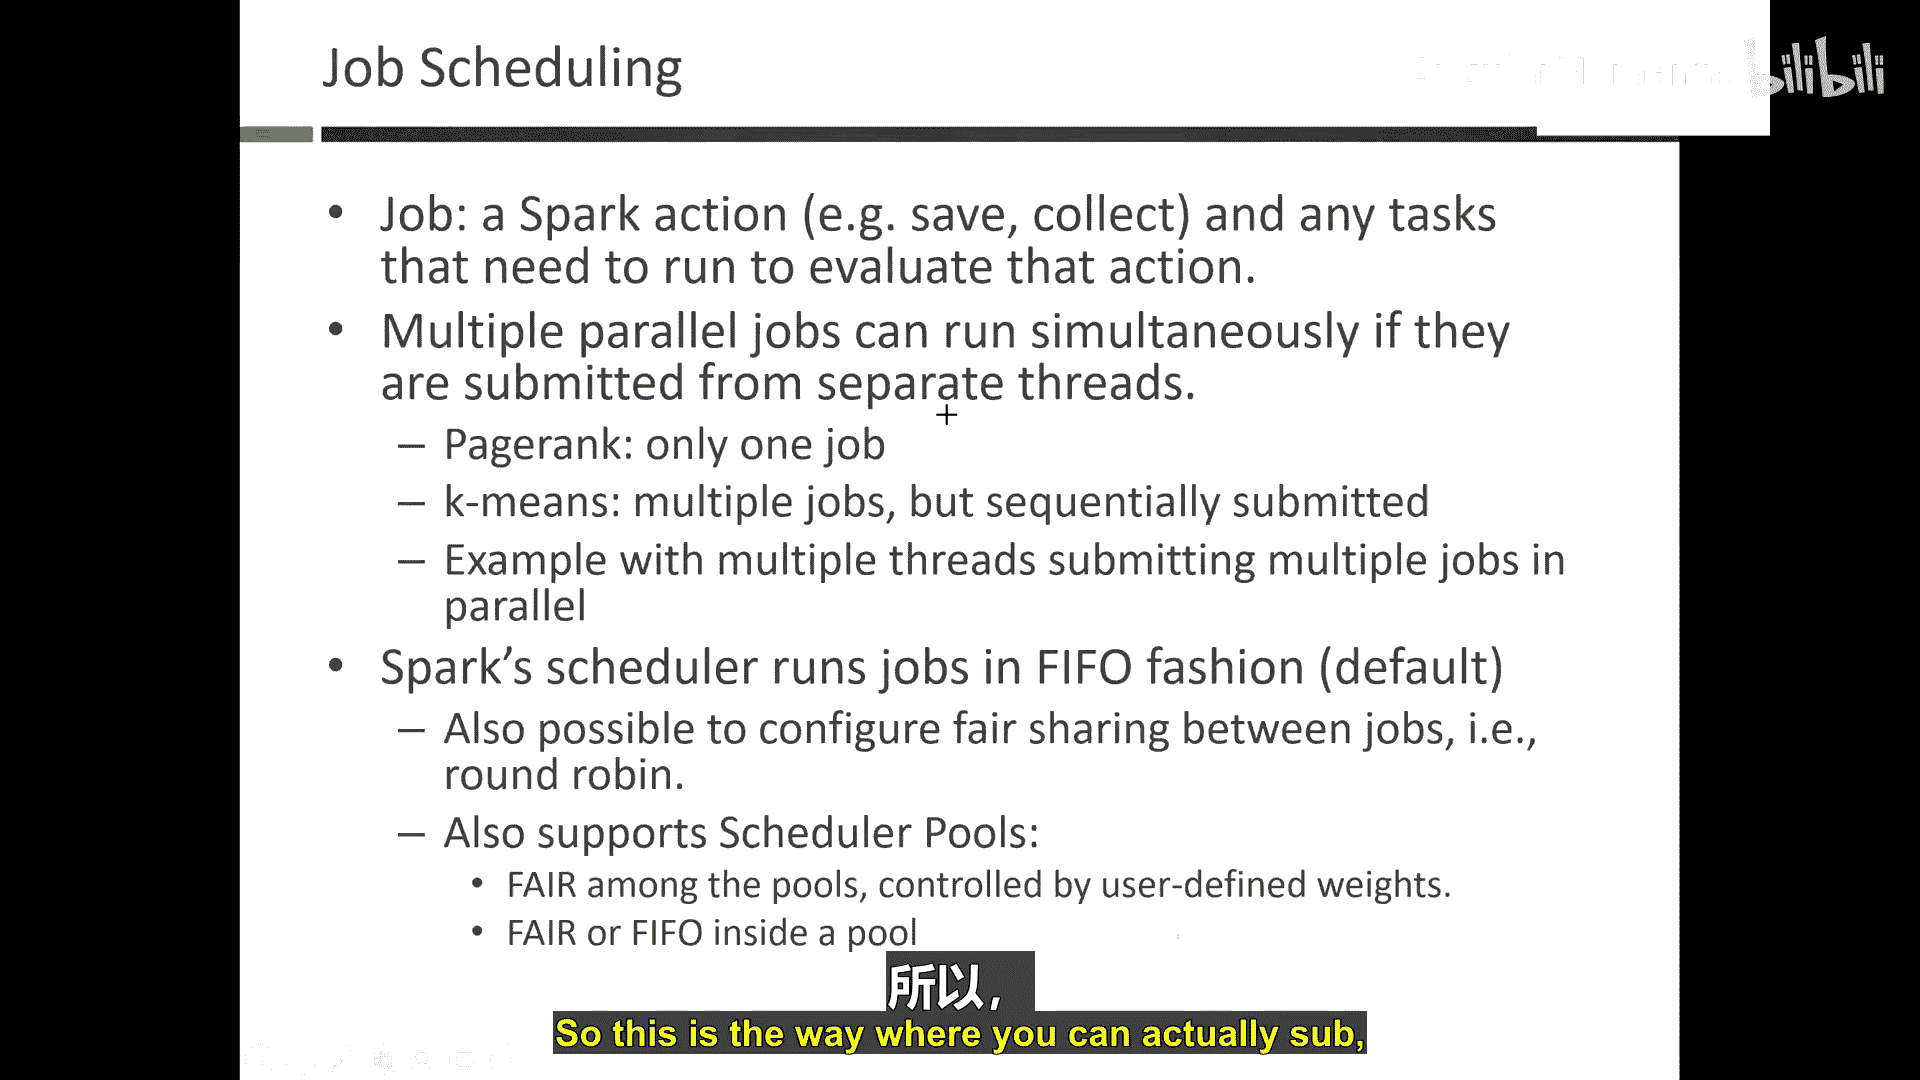 Job Scheduling
bilibili
• Job: a Spark action (e.g. save, collect) and any tasks
that need to run to evaluate that action.
• Multiple parallel jobs can run simultaneously if they
are submitted from separate threads.
– Pagerank: only one job
– k-means: multiple jobs, but sequentially submitted
– Example with multiple threads submitting multiple jobs in
parallel
• Spark’s scheduler runs jobs in FIFO fashion (default)
– Also possible to configure fair sharing between jobs, i.e.,
round robin.
– Also supports Scheduler Pools:
• FAIR among the pools, controlled by user-defined weights.
• FAIR or FIFO inside a pool
所以，
So this is the way where you can actually sub,